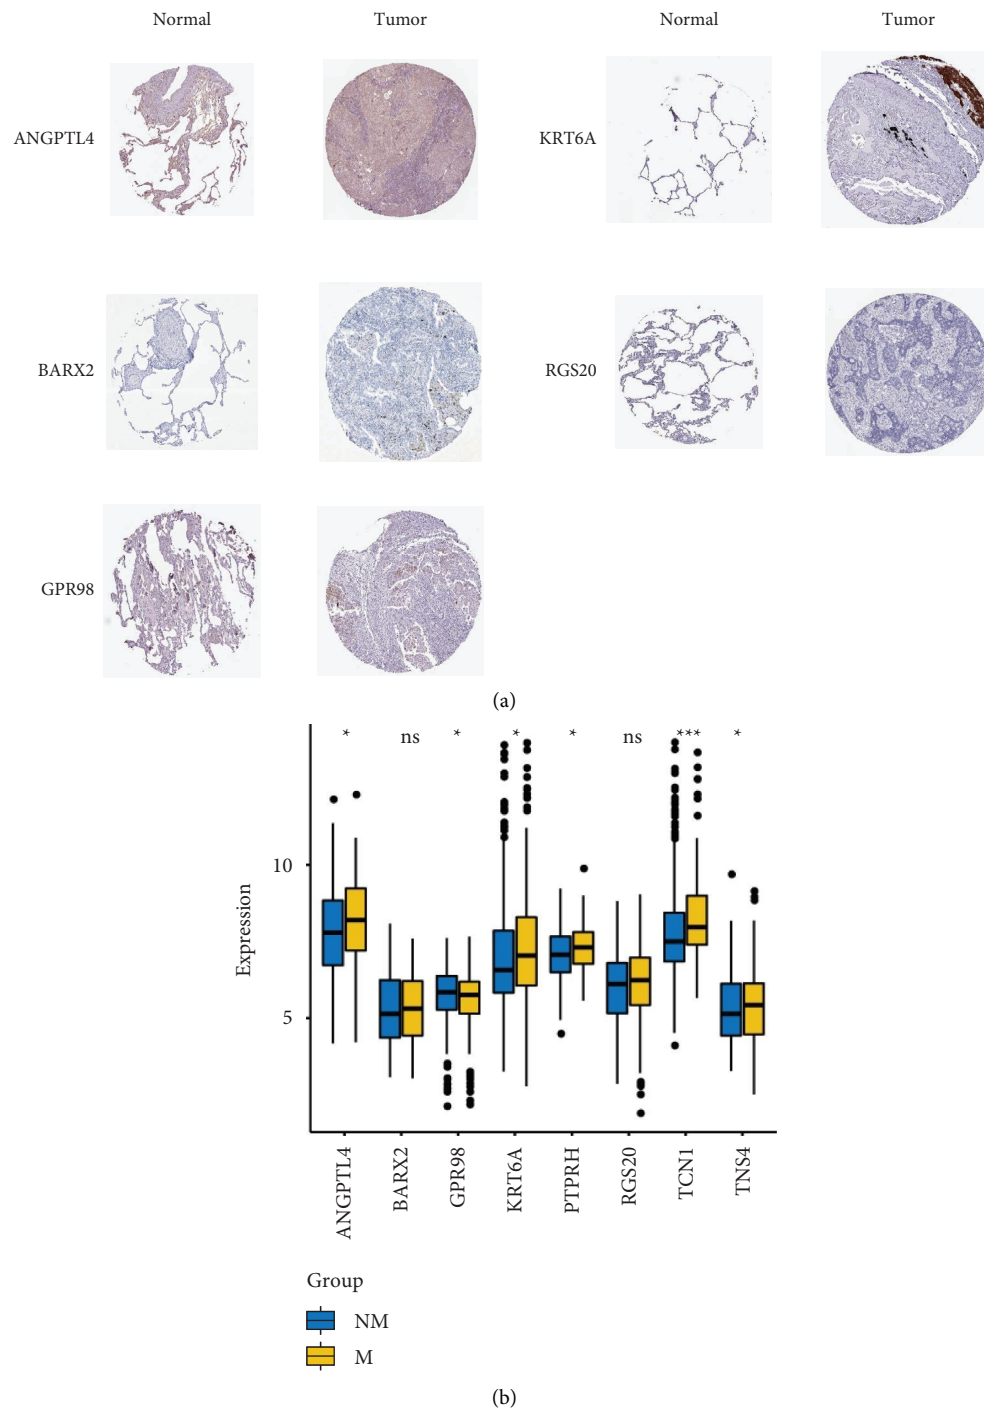 Normal Tumor Normal Tumor
ANGPTL4 KRT6A
BARX2 RGS20
GPR98
(a)
* ns * * * ns *** *
10
5
Expression
ANGPTL4 BARX2 GPR98 KRT6A PTPRH RGS20 TCN1 TNS4
Group
NM
M
(b)